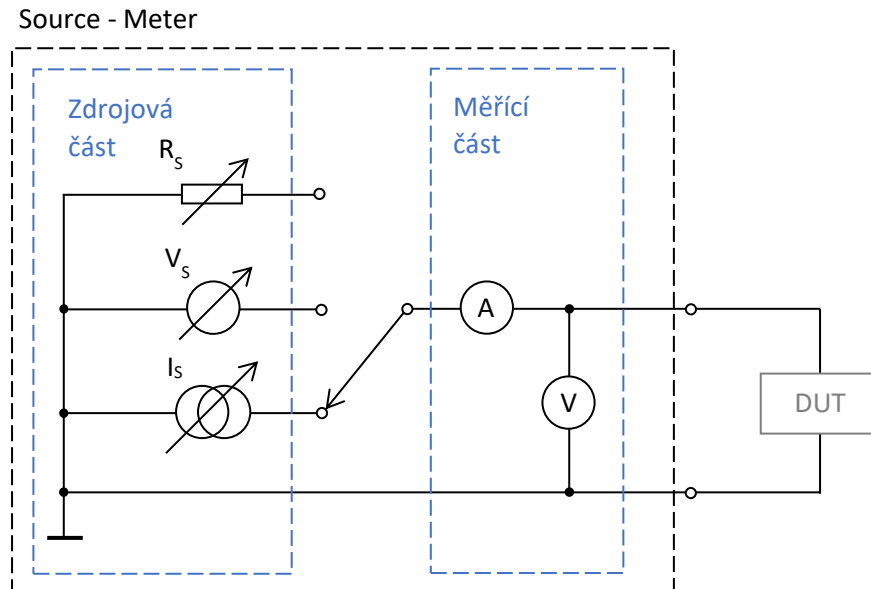 Source - Meter
Zdrojová
část
Měřící
část
Rs
Vs
Is
A
V
DUT